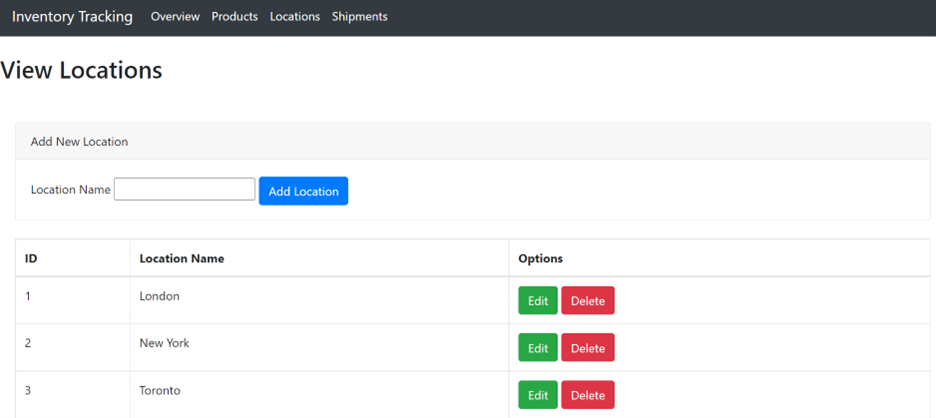 Inventory Tracking Overview Products Locations Shipments
View Locations
Add New Location
Location Name Add Location
ID Location Name Options
1 London Edit Delete
2 New York Edit Delete
3 Toronto Edit Delete